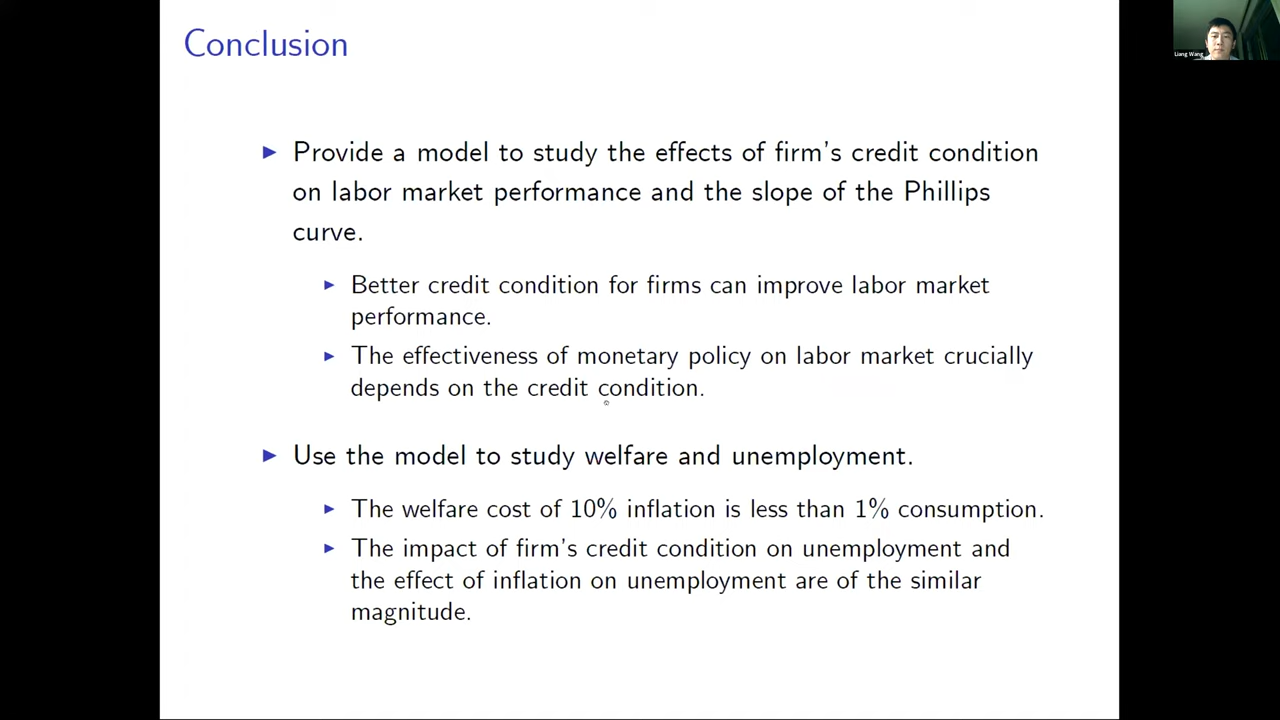 Conclusion
Liang Wang
Provide a model to study the effects of firm's credit condition
on labor market performance and the slope of the Phillips
curve.
Better credit condition for firms can improve labor market
performance.
The effectiveness of monetary policy on labor market crucially
depends on the credit condition.
Use the model to study welfare and unemployment.
The welfare cost of 10% inflation is less than 1% consumption.
The impact of firm's credit condition on unemployment and
the effect of inflation on unemployment are of the similar
magnitude.